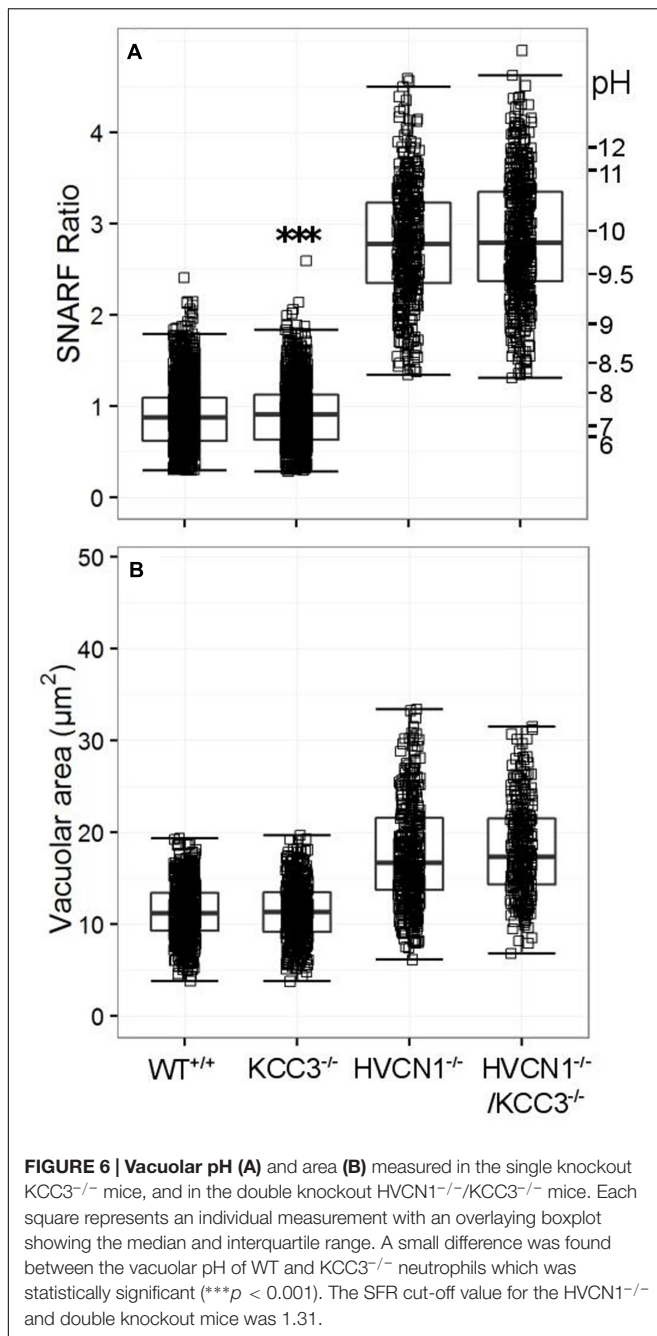 A
SNARF Ratio
4
3
2
1
0
***
pH
12
11
10
9.5
9
8.5
8
7
6
B
Vacuolar area (µm²)
50
40
30
20
10
0
WT⁺/⁺ KCC3⁻/⁻ HVCN1⁻/⁻ HVCN1⁻/⁻
/KCC3⁻/⁻
FIGURE 6 | Vacuolar pH (A) and area (B) measured in the single knockout
KCC3⁻/⁻ mice, and in the double knockout HVCN1⁻/⁻/KCC3⁻/⁻ mice. Each
square represents an individual measurement with an overlaying boxplot
showing the median and interquartile range. A small difference was found
between the vacuolar pH of WT and KCC3⁻/⁻ neutrophils which was
statistically significant (***p < 0.001). The SFR cut-off value for the HVCN1⁻/⁻
and double knockout mice was 1.31.